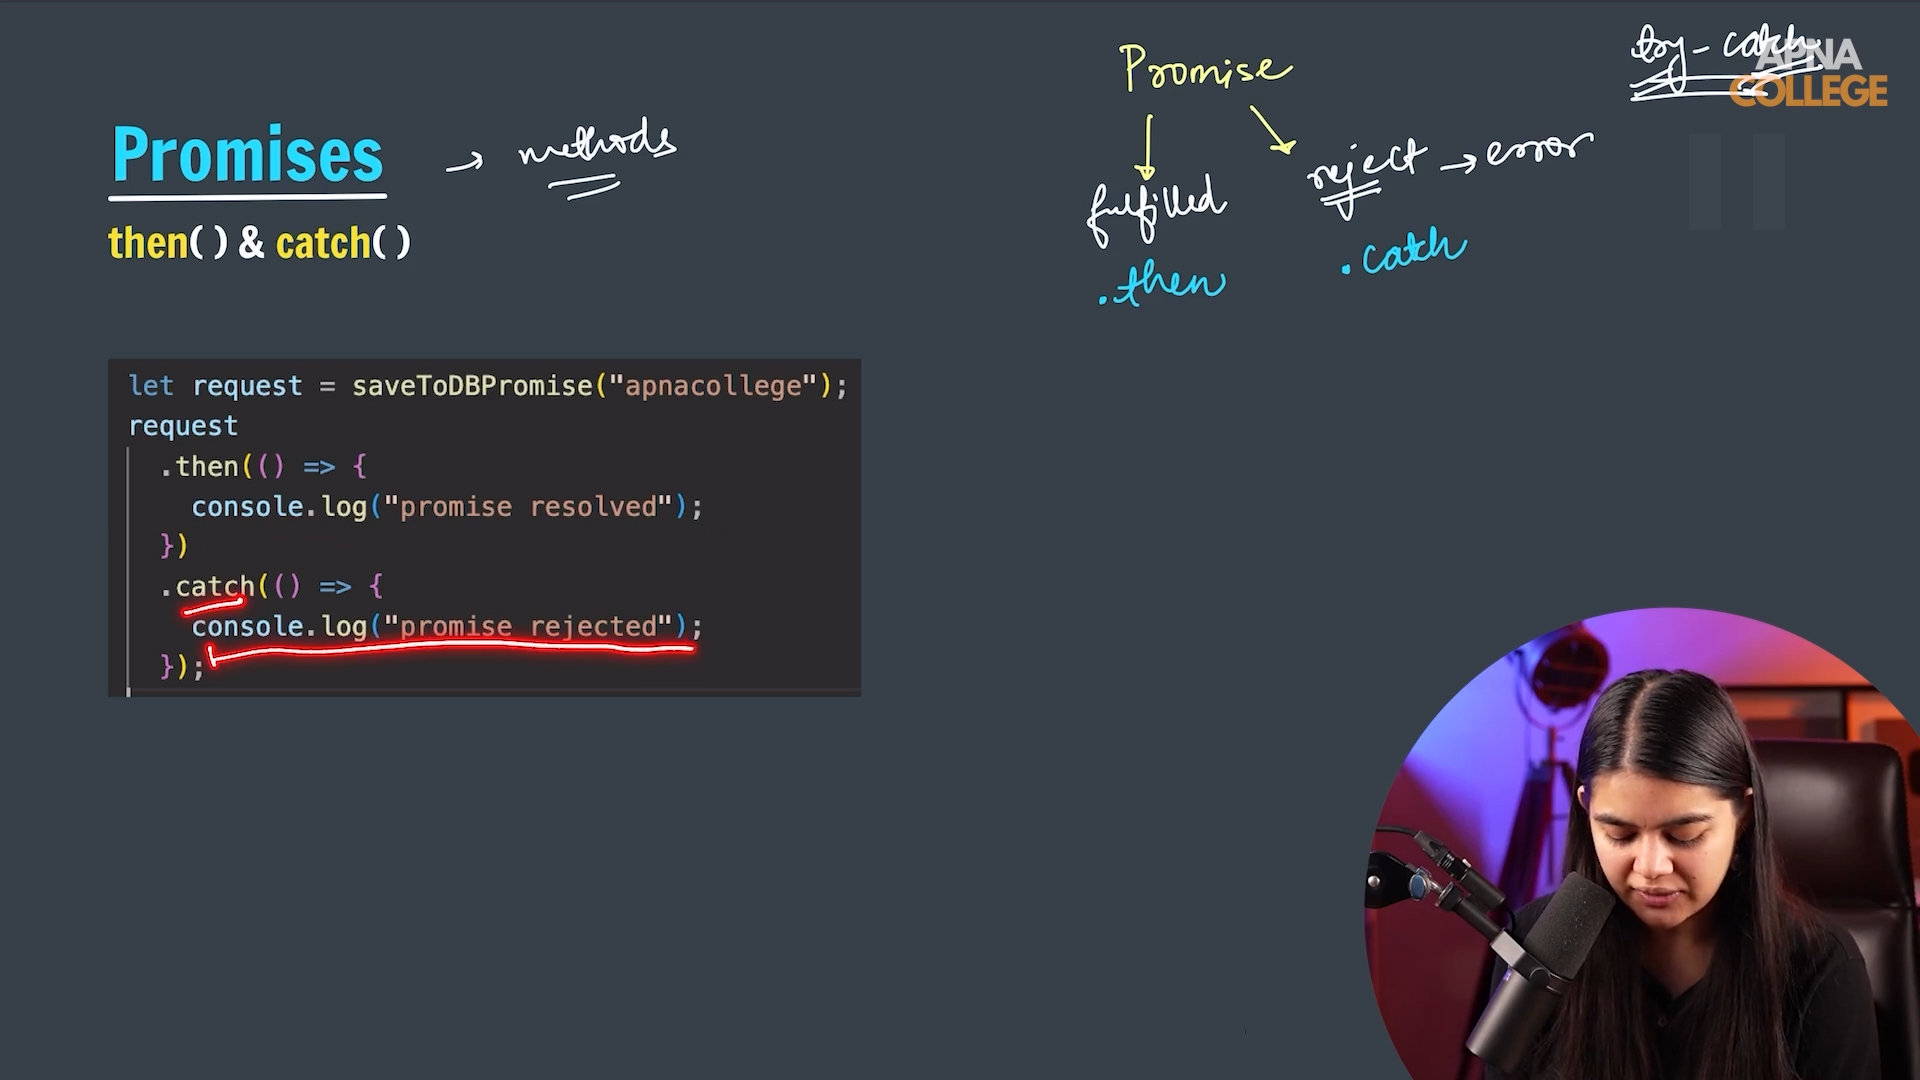 Promise
try-catch
APNA
COLLEGE
Promises → methods
reject → error
fulfilled
then() & catch()
.catch
.then
let request = saveToDBPromise("apnacollege");
request
.then(() => {
console.log("promise resolved");
})
.catch(() => {
console.log("promise rejected");
});